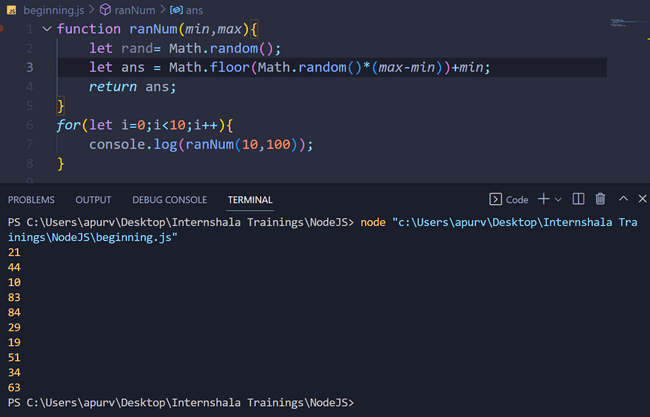 beginning.js > ranNum > ans
1 function ranNum(min,max){
2 let rand= Math.random();
3 let ans = Math.floor(Math.random()*(max-min))+min;
4 return ans;
5 }
6 for(let i=0;i<10;i++){
7 console.log(ranNum(10,100));
8 }
9
PROBLEMS OUTPUT DEBUG CONSOLE TERMINAL Code
PS C:\Users\apurv\Desktop\Internshala Trainings\NodeJS> node "c:\Users\apurv\Desktop\Internshala Tra
inings\NodeJS\beginning.js"
21
44
10
83
84
29
19
51
34
63
PS C:\Users\apurv\Desktop\Internshala Trainings\NodeJS>